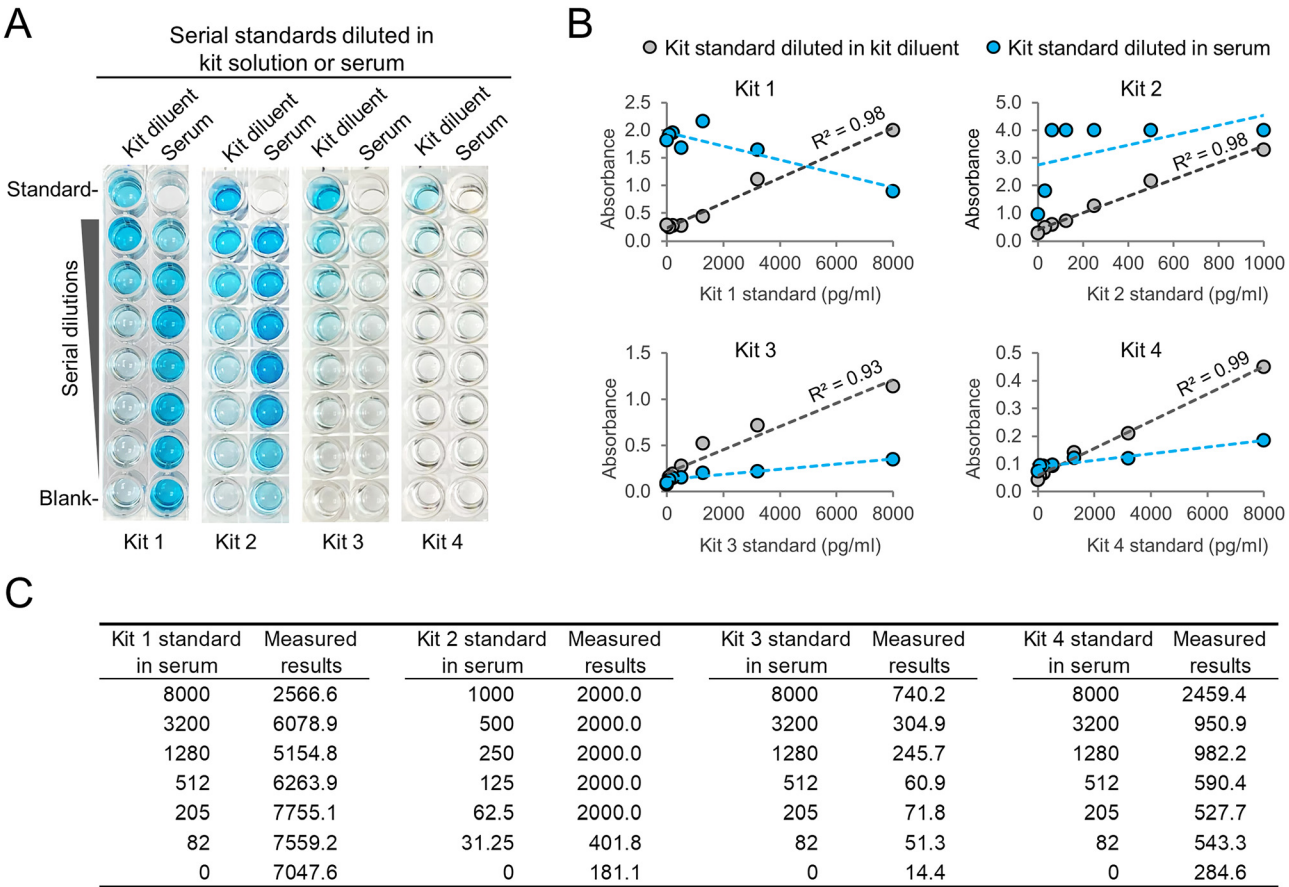 A
Serial standards diluted in
kit solution or serum
Kit diluent
Serum
Kit diluent
Serum
Kit diluent
Serum
Kit diluent
Serum
Standard-
Serial dilutions
Blank-
Kit 1
Kit 2
Kit 3
Kit 4
B
Kit standard diluted in kit diluent
Kit standard diluted in serum
Kit 1
2.5
2.0
1.5
1.0
0.5
0.0
Absorbance
R² = 0.98
0 2000 4000 6000 8000
Kit 1 standard (pg/ml)
Kit 2
5.0
4.0
3.0
2.0
1.0
0.0
Absorbance
R² = 0.98
0 200 400 600 800 1000
Kit 2 standard (pg/ml)
Kit 3
1.5
1.0
0.5
0.0
Absorbance
R² = 0.93
0 2000 4000 6000 8000
Kit 3 standard (pg/ml)
Kit 4
0.5
0.4
0.3
0.2
0.1
0.0
Absorbance
R² = 0.99
0 2000 4000 6000 8000
Kit 4 standard (pg/ml)
C
Kit 1 standard Measured Kit 2 standard Measured Kit 3 standard Measured Kit 4 standard Measured
in serum results in serum results in serum results in serum results
8000 2566.6 1000 2000.0 8000 740.2 8000 2459.4
3200 6078.9 500 2000.0 3200 304.9 3200 950.9
1280 5154.8 250 2000.0 1280 245.7 1280 982.2
512 6263.9 125 2000.0 512 60.9 512 590.4
205 7755.1 62.5 2000.0 205 71.8 205 527.7
82 7559.2 31.25 401.8 82 51.3 82 543.3
0 7047.6 0 181.1 0 14.4 0 284.6